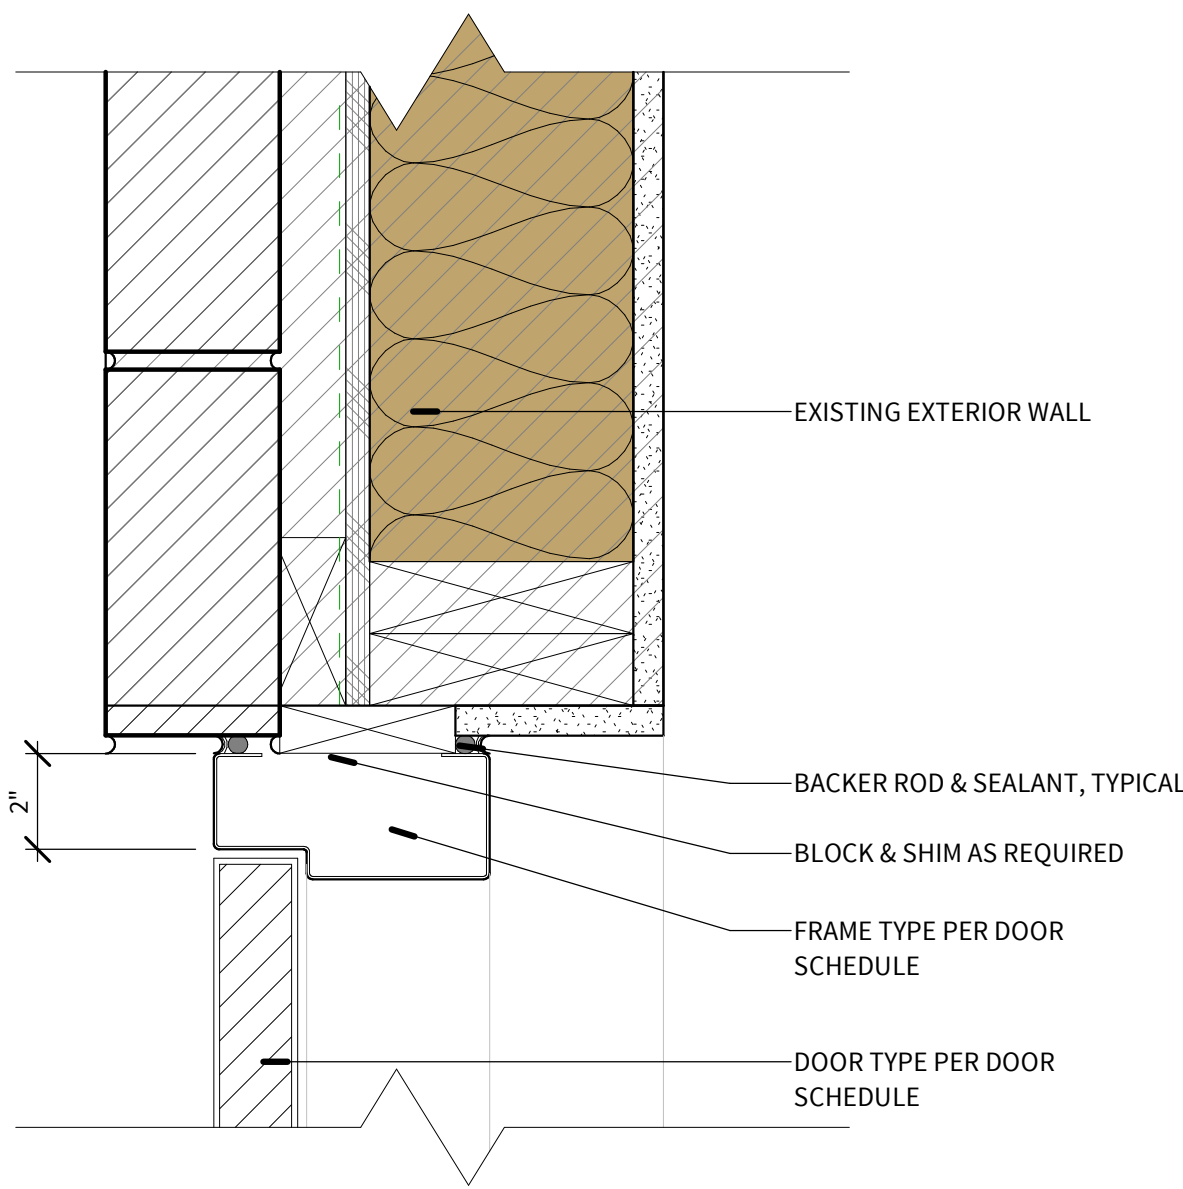 EXISTING EXTERIOR WALL
2"
BACKER ROD & SEALANT, TYPICAL
BLOCK & SHIM AS REQUIRED
FRAME TYPE PER DOOR
SCHEDULE
DOOR TYPE PER DOOR
SCHEDULE